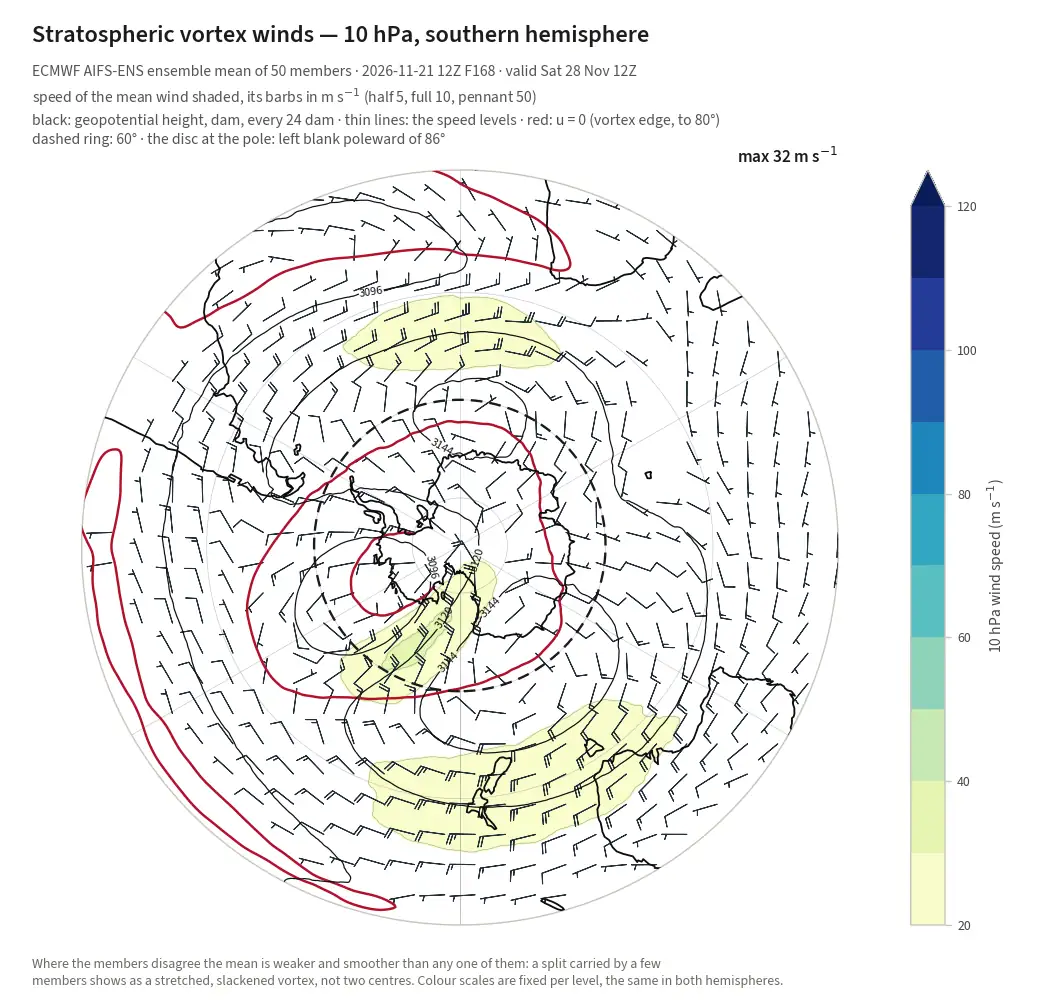 Stratospheric vortex winds — 10 hPa, southern hemisphere
ECMWF AIFS-ENS ensemble mean of 50 members · 2026-11-21 12Z F168 · valid Sat 28 Nov 12Z
speed of the mean wind shaded, its barbs in m s⁻¹ (half 5, full 10, pennant 50)
black: geopotential height, dam, every 24 dam · thin lines: the speed levels · red: u = 0 (vortex edge, to 80°)
dashed ring: 60° · the disc at the pole: left blank poleward of 86°
max 32 m s⁻¹
120
100
80
60
40
20
10 hPa wind speed (m s⁻¹)
3096
3144
3120
3096
3144
3120
3144
Where the members disagree the mean is weaker and smoother than any one of them: a split carried by a few
members shows as a stretched, slackened vortex, not two centres. Colour scales are fixed per level, the same in both hemispheres.